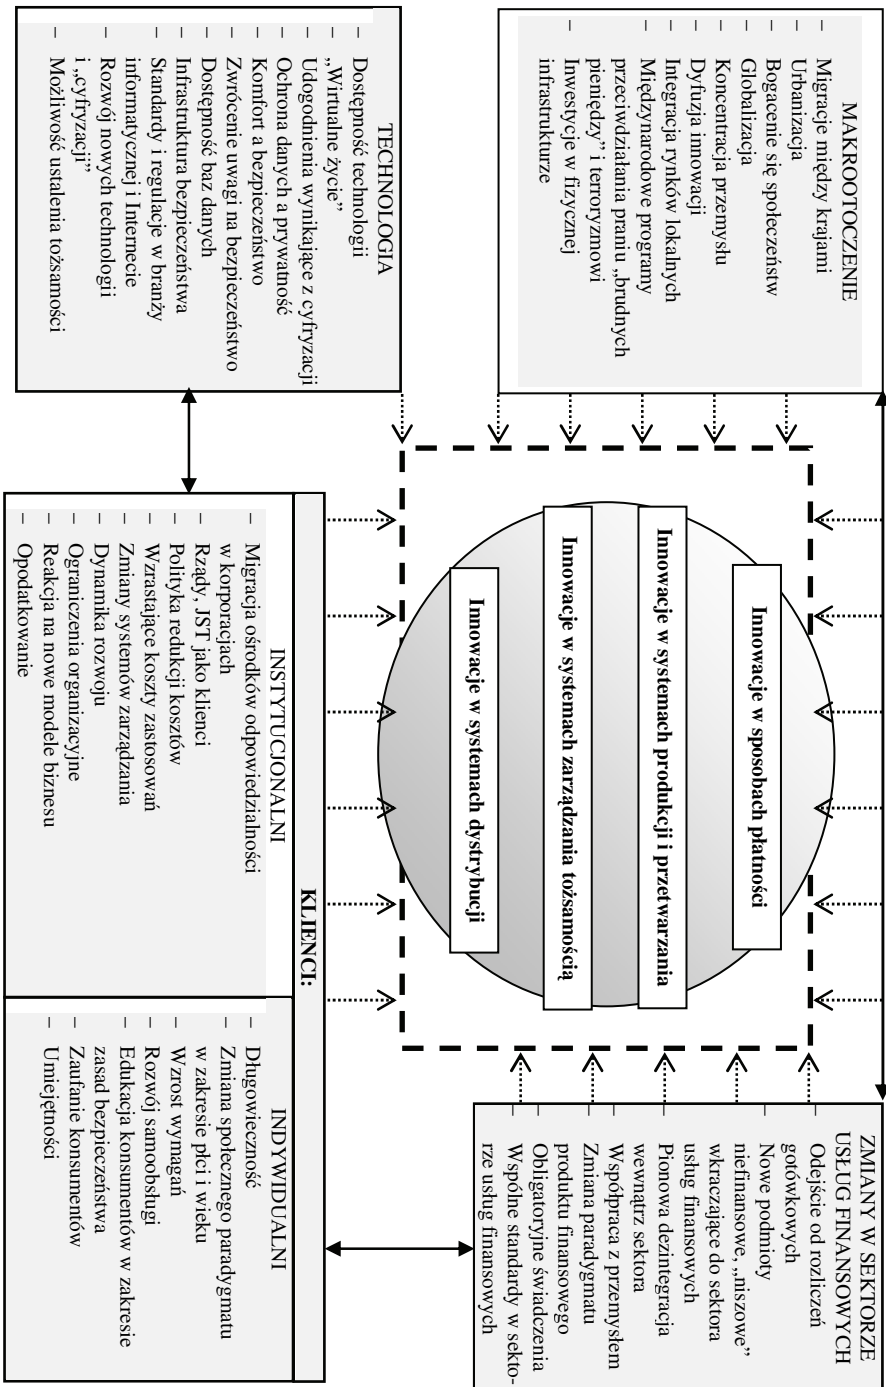 MAKROOTOCZENIE
– Migracje między krajami
– Urbanizacja
– Bogacenie się społeczeństw
– Globalizacja
– Koncentracja przemysłu
– Dyfuzja innowacji
– Integracja rynków lokalnych
– Międzynarodowe programy
przeciwdziałania praniu „brudnych
pieniędzy” i terroryzmowi
– Inwestycje w fizycznej
infrastrukturze
ZMIANY W SEKTORZE
USŁUG FINANSOWYCH
– Odejście od rozliczeń
gotówkowych
– Nowe podmioty
niefinansowe, „niszowe”
wkraczające do sektora
usług finansowych
– Pionowa dezintegracja
wewnątrz sektora
– Współpraca z przemysłem
– Zmiana paradygmatu
produktu finansowego
– Obligatoryjne świadczenia
– Wspólne standardy w sekto-
rze usług finansowych
Innowacje w sposobach płatności
Innowacje w systemach produkcji i przetwarzania
Innowacje w systemach zarządzania tożsamością
Innowacje w systemach dystrybucji
TECHNOLOGIA
– Dostępność technologii
– „Wirtualne życie”
– Udogodnienia wynikające z cyfryzacji
– Ochrona danych a prywatność
– Komfort a bezpieczeństwo
– Zwrócenie uwagi na bezpieczeństwo
– Dostępność baz danych
– Infrastruktura bezpieczeństwa
– Standardy i regulacje w branży
informatycznej i Internecie
– Rozwój nowych technologii
i „cyfryzacji”
– Możliwość ustalenia tożsamości
KLIENCI:
INSTYTUCJONALNI
– Migracja ośrodków odpowiedzialności
w korporacjach
– Rządy, JST jako klienci
– Polityka redukcji kosztów
– Wzrastające koszty zastosowań
– Zmiany systemów zarządzania
– Dynamika rozwoju
– Ograniczenia organizacyjne
– Reakcja na nowe modele biznesu
– Opodatkowanie
INDYWIDUALNI
– Długowieczność
– Zmiana społecznego paradygmatu
w zakresie płci i wieku
– Wzrost wymagań
– Rozwój samoobsługi
– Edukacja konsumentów w zakresie
zasad bezpieczeństwa
– Zaufanie konsumentów
– Umiejętności